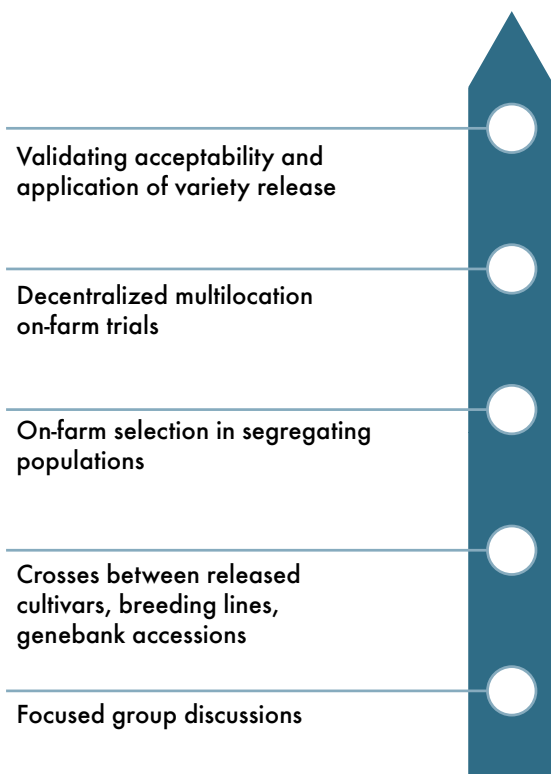 Validating acceptability and
application of variety release
Decentralized multilocation
on-farm trials
On-farm selection in segregating
populations
Crosses between released
cultivars, breeding lines,
genebank accessions
Focused group discussions